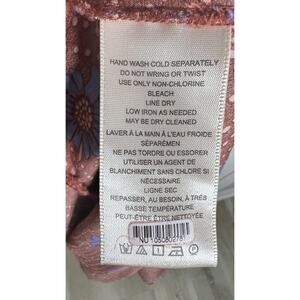 HAND WASH COLD SEPARATELY
DO NOT WRING OR TWIST
USE ONLY NON-CHLORINE
BLEACH
LINE DRY
LOW IRON AS NEEDED
MAY BE DRY CLEANED
LAVER À LA MAIN À L'EAU FROIDE
SÉPARÉMEN
NE PAS TORDRE OU ESSORER
UTILISER UN AGENT DE
BLANCHIMENT SANS CHLORE SI
NÉCESSAIRE
LIGNE SEC
REPASSER, AU BESOIN, À TRÈS
BASSE TEMPÉRATURE
PEUT-ÊTRE ÊTRE NETTOYÉE